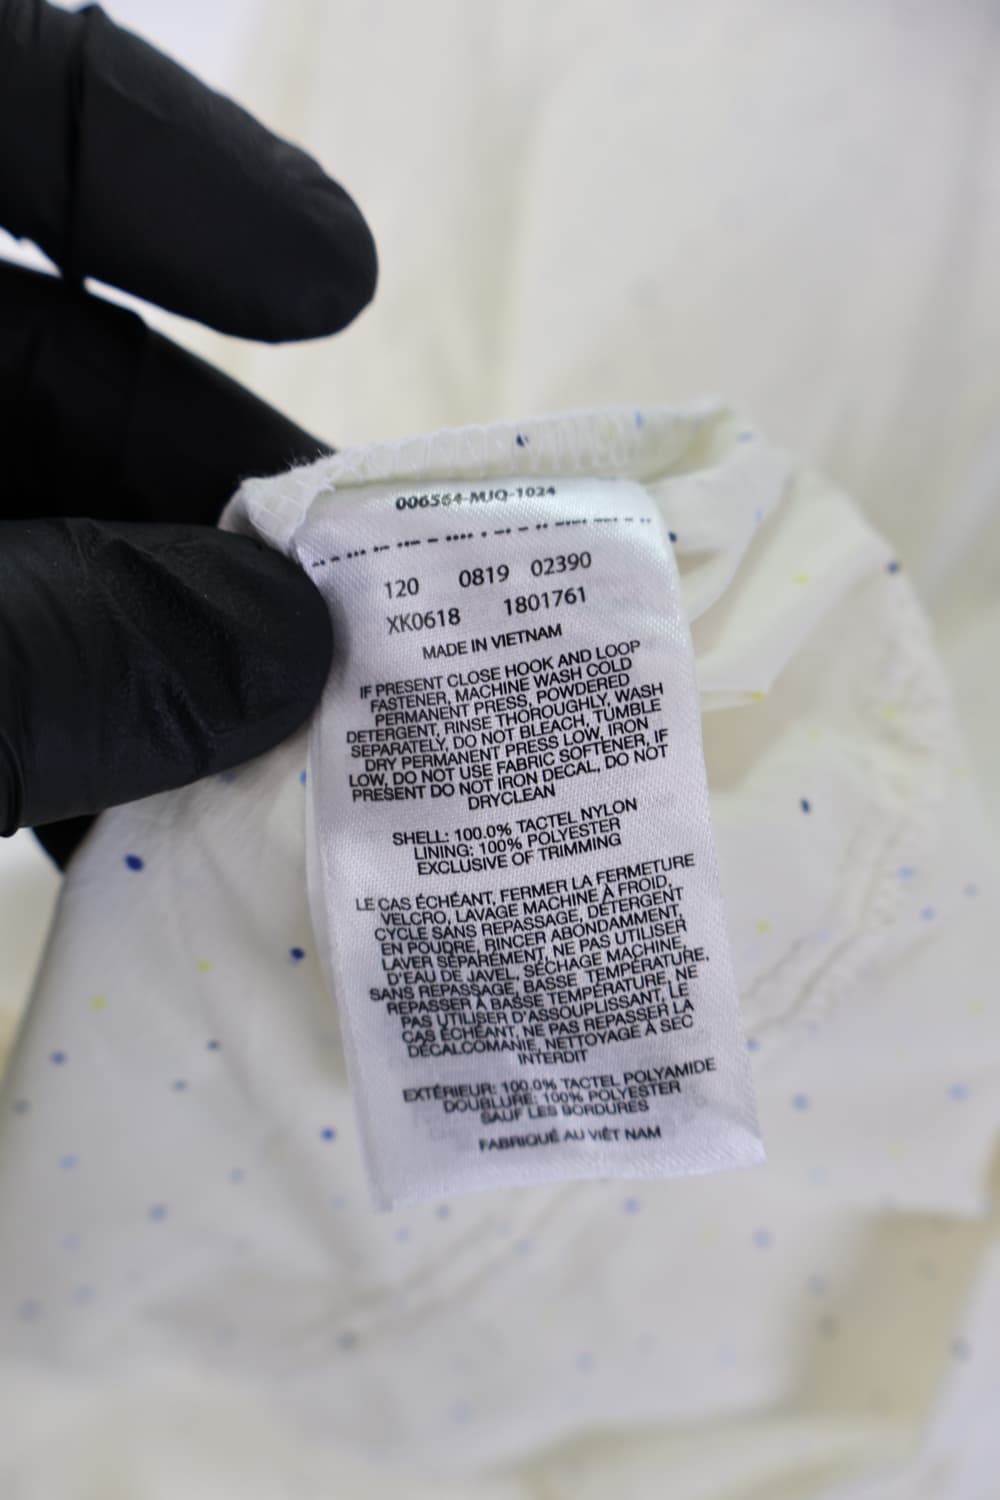 006564-MJQ-1024
120 0819 02390
XK0618 1801761
MADE IN VIETNAM
IF PRESENT CLOSE HOOK AND LOOP
FASTENER, MACHINE WASH COLD
PERMANENT PRESS, POWDERED
DETERGENT, RINSE THOROUGHLY, WASH
SEPARATELY, DO NOT BLEACH, TUMBLE
DRY PERMANENT PRESS LOW, IRON
LOW, DO NOT USE FABRIC SOFTENER, IF
PRESENT DO NOT IRON DECAL, DO NOT
DRYCLEAN
SHELL: 100.0% TACTEL NYLON
LINING: 100% POLYESTER
EXCLUSIVE OF TRIMMING
LE CAS ÉCHÉANT, FERMER LA FERMETURE
VELCRO, LAVAGE MACHINE À FROID,
CYCLE SANS REPASSAGE, DÉTERGENT
EN POUDRE, RINCER ABONDAMMENT,
LAVER SÉPARÉMENT, NE PAS UTILISER
D'EAU DE JAVEL, SÉCHAGE MACHINE,
SANS REPASSAGE, BASSE TEMPÉRATURE,
REPASSER À BASSE TEMPÉRATURE, NE
PAS UTILISER D'ASSOUPLISSANT, LE
CAS ÉCHÉANT, NE PAS REPASSER LA
DÉCALCOMANIE, NETTOYAGE À SEC
INTERDIT
EXTÉRIEUR: 100.0% TACTEL POLYAMIDE
DOUBLURE: 100% POLYESTER
SAUF LES BORDURES
FABRIQUÉ AU VIÊT NAM